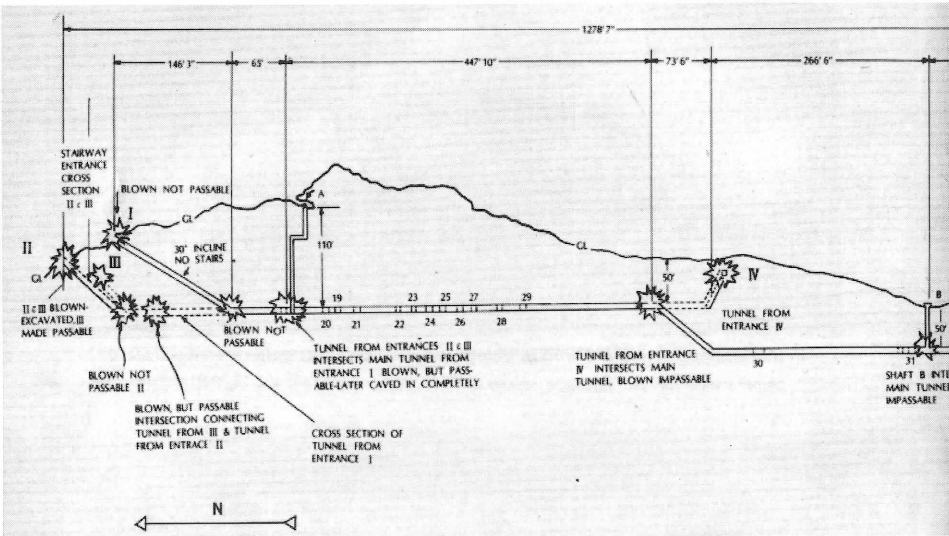 1278' 7"
146' 3"
65'
447' 10"
73' 6"
266' 6"
STAIRWAY
ENTRANCE
CROSS
SECTION
II & III
BLOWN NOT PASSABLE
I
A
GL
II
III
30° INCLINE
NO STAIRS
110'
GL
50'
IV
GL
II & III BLOWN-
EXCAVATED, III
MADE PASSABLE
19
23
25
27
29
20
21
22
24
26
28
B
50'
BLOWN NOT
PASSABLE
TUNNEL FROM
ENTRANCE IV
BLOWN NOT
PASSABLE II
TUNNEL FROM ENTRANCES II & III
INTERSECTS MAIN TUNNEL FROM
ENTRANCE I BLOWN, BUT PASS-
ABLE-LATER CAVED IN COMPLETELY
TUNNEL FROM ENTRANCE
IV INTERSECTS MAIN
TUNNEL, BLOWN IMPASSABLE
30
31
SHAFT B INTE
MAIN TUNNE
IMPASSABLE
BLOWN, BUT PASSABLE
INTERSECTION CONNECTING
TUNNEL FROM III & TUNNEL
FROM ENTRACE II
CROSS SECTION OF
TUNNEL FROM
ENTRANCE I
N